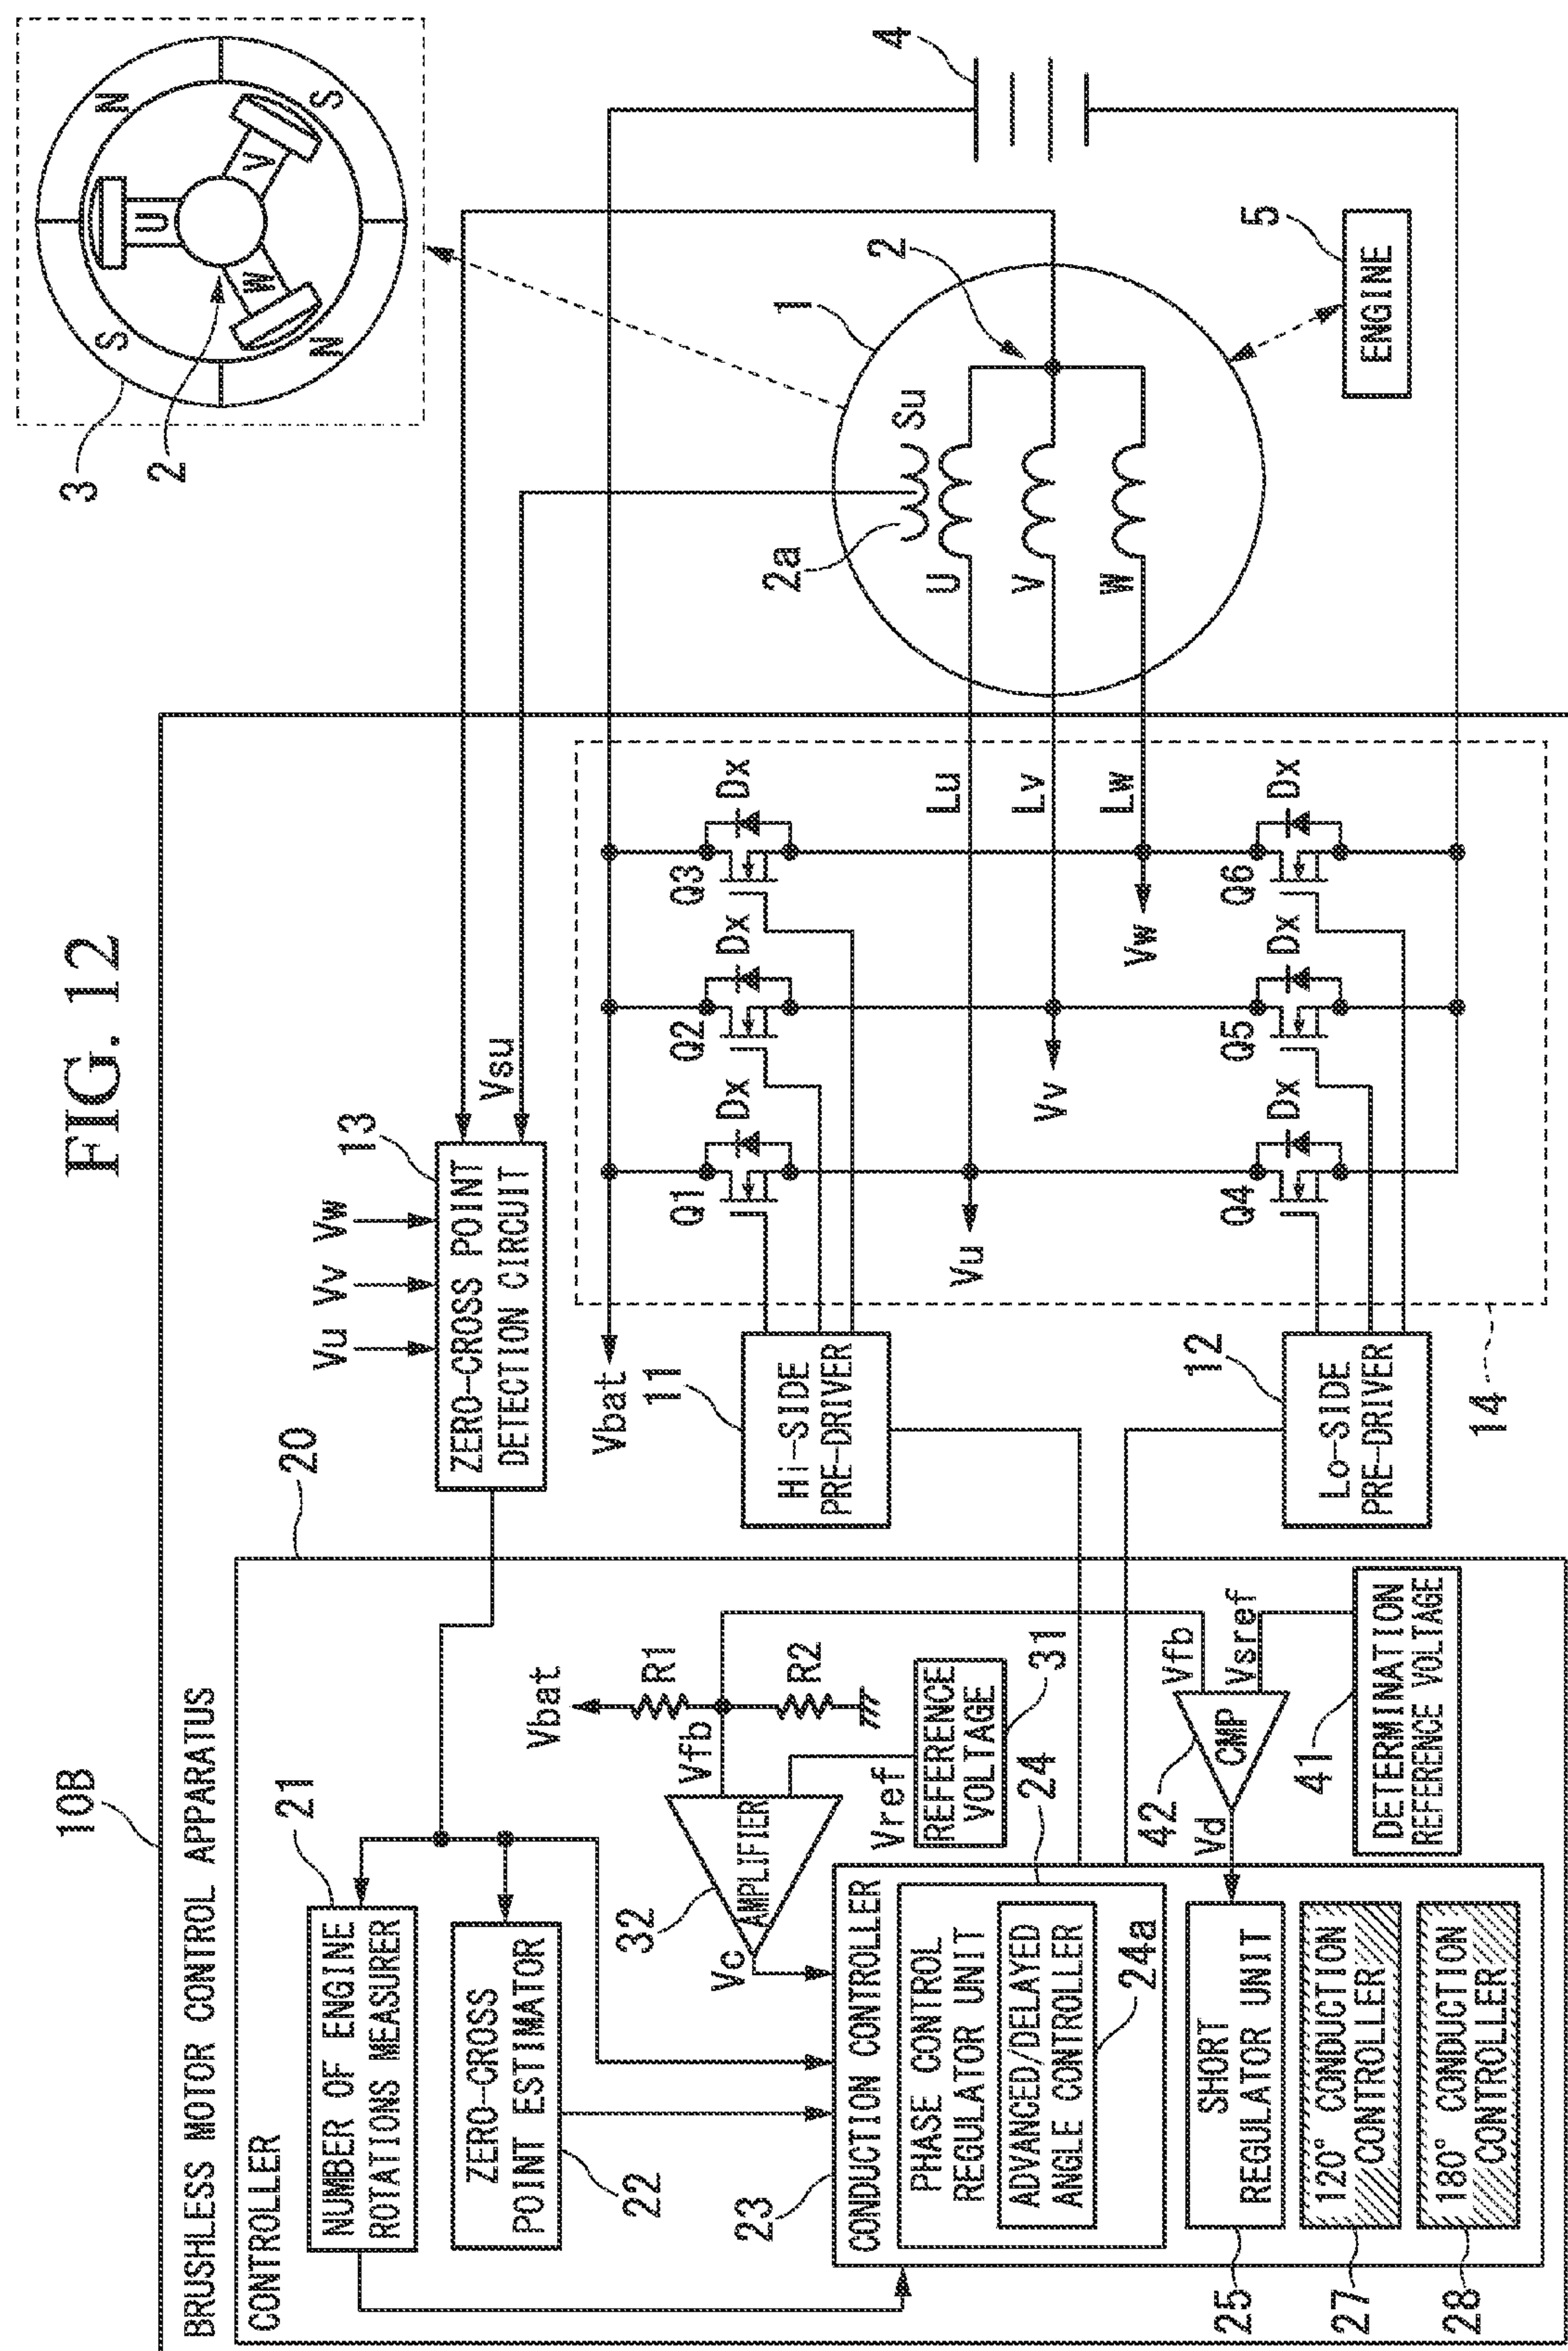 FIG. 12
10B
BRUSHLESS MOTOR CONTROL APPARATUS
20
CONTROLLER
21
NUMBER OF ENGINE
ROTATIONS MEASURER
22
ZERO-CROSS
POINT ESTIMATOR
Vu
Vv
Vw
13
ZERO-CROSS POINT
DETECTION CIRCUIT
Vsu
Vbat
R1
Vfb
R2
32
AMPLIFIER
Vc
Vref
REFERENCE
VOLTAGE
31
23
CONDUCTION CONTROLLER
24
PHASE CONTROL
REGULATOR UNIT
ADVANCED/DELAYED
ANGLE CONTROLLER
24a
25
SHORT
REGULATOR UNIT
27
120° CONDUCTION
CONTROLLER
28
180° CONDUCTION
CONTROLLER
Vfb
Vsref
42
CMP
Vd
41
DETERMINATION
REFERENCE VOLTAGE
Vbat
11
Hi-SIDE
PRE-DRIVER
12
Lo-SIDE
PRE-DRIVER
14
Q1
Dx
Q2
Dx
Q3
Dx
Lu
Vu
Lv
Vv
Lw
Vw
Q4
Dx
Q5
Dx
Q6
Dx
1
2
2a
Su
U
V
W
3
2
S
N
N
S
U
V
W
4
5
ENGINE